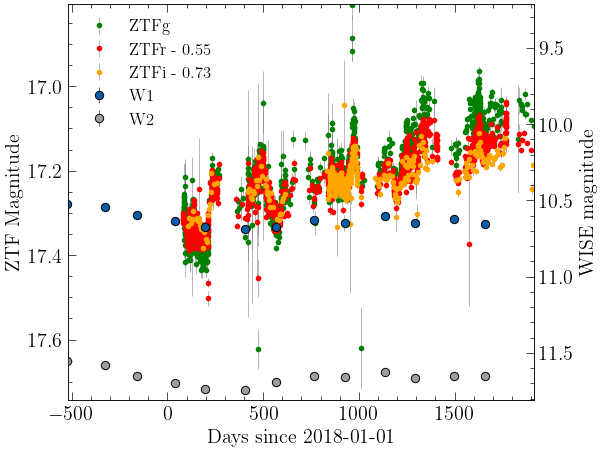 ZTFg
ZTFr - 0.55
ZTFi - 0.73
W1
W2
17.0
17.2
17.4
17.6
ZTF Magnitude
9.5
10.0
10.5
11.0
11.5
WISE magnitude
−500
0
500
1000
1500
Days since 2018-01-01